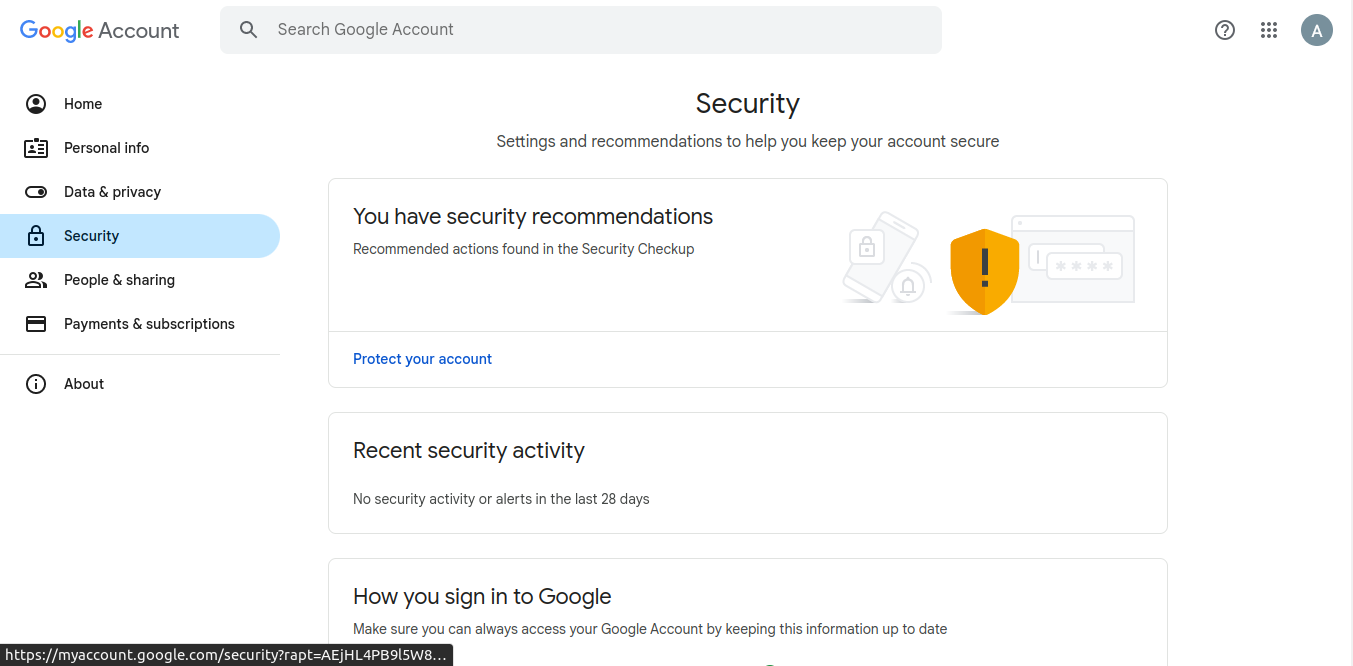 Google Account
Search Google Account
A
Home
Personal info
Data & privacy
Security
People & sharing
Payments & subscriptions
About
Security
Settings and recommendations to help you keep your account secure
You have security recommendations
Recommended actions found in the Security Checkup
Protect your account
Recent security activity
No security activity or alerts in the last 28 days
How you sign in to Google
Make sure you can always access your Google Account by keeping this information up to date
https://myaccount.google.com/security?rapt=AEjHL4PB9l5W8...